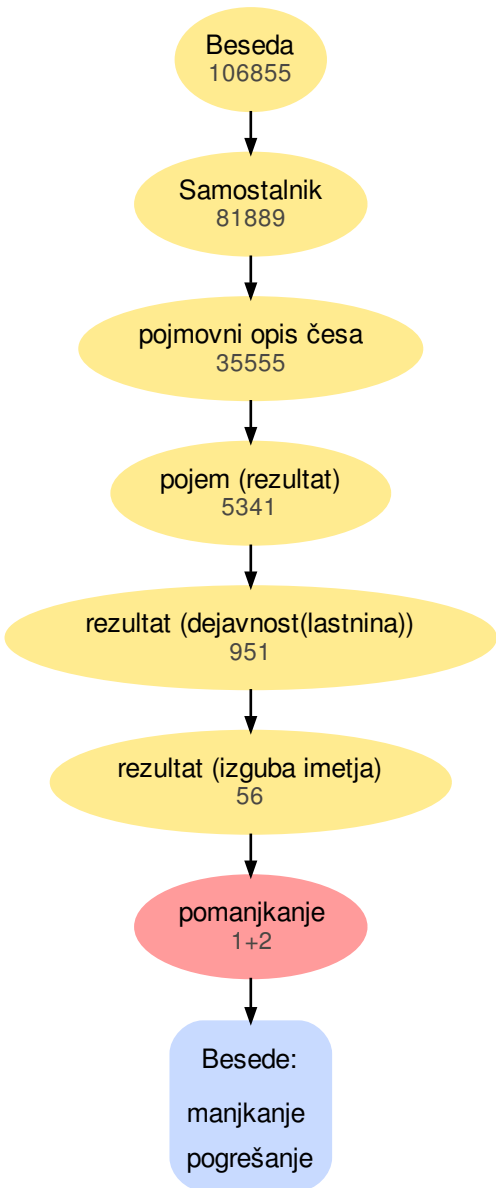 Beseda
106855
Samostalnik
81889
pojmovni opis česa
35555
pojem (rezultat)
5341
rezultat (dejavnost(lastnina))
951
rezultat (izguba imetja)
56
pomanjkanje
1+2
Besede:
manjkanje
pogrešanje